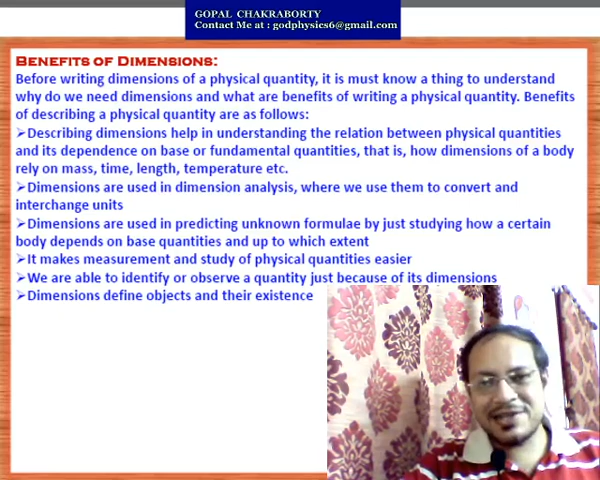 GOPAL CHAKRABORTY
Contact Me at : godphysics6@gmail.com
BENEFITS OF DIMENSIONS:
Before writing dimensions of a physical quantity, it is must know a thing to understand
why do we need dimensions and what are benefits of writing a physical quantity. Benefits
of describing a physical quantity are as follows:
➢Describing dimensions help in understanding the relation between physical quantities
and its dependence on base or fundamental quantities, that is, how dimensions of a body
rely on mass, time, length, temperature etc.
➢Dimensions are used in dimension analysis, where we use them to convert and
interchange units
➢Dimensions are used in predicting unknown formulae by just studying how a certain
body depends on base quantities and up to which extent
➢It makes measurement and study of physical quantities easier
➢We are able to identify or observe a quantity just because of its dimensions
➢Dimensions define objects and their existence